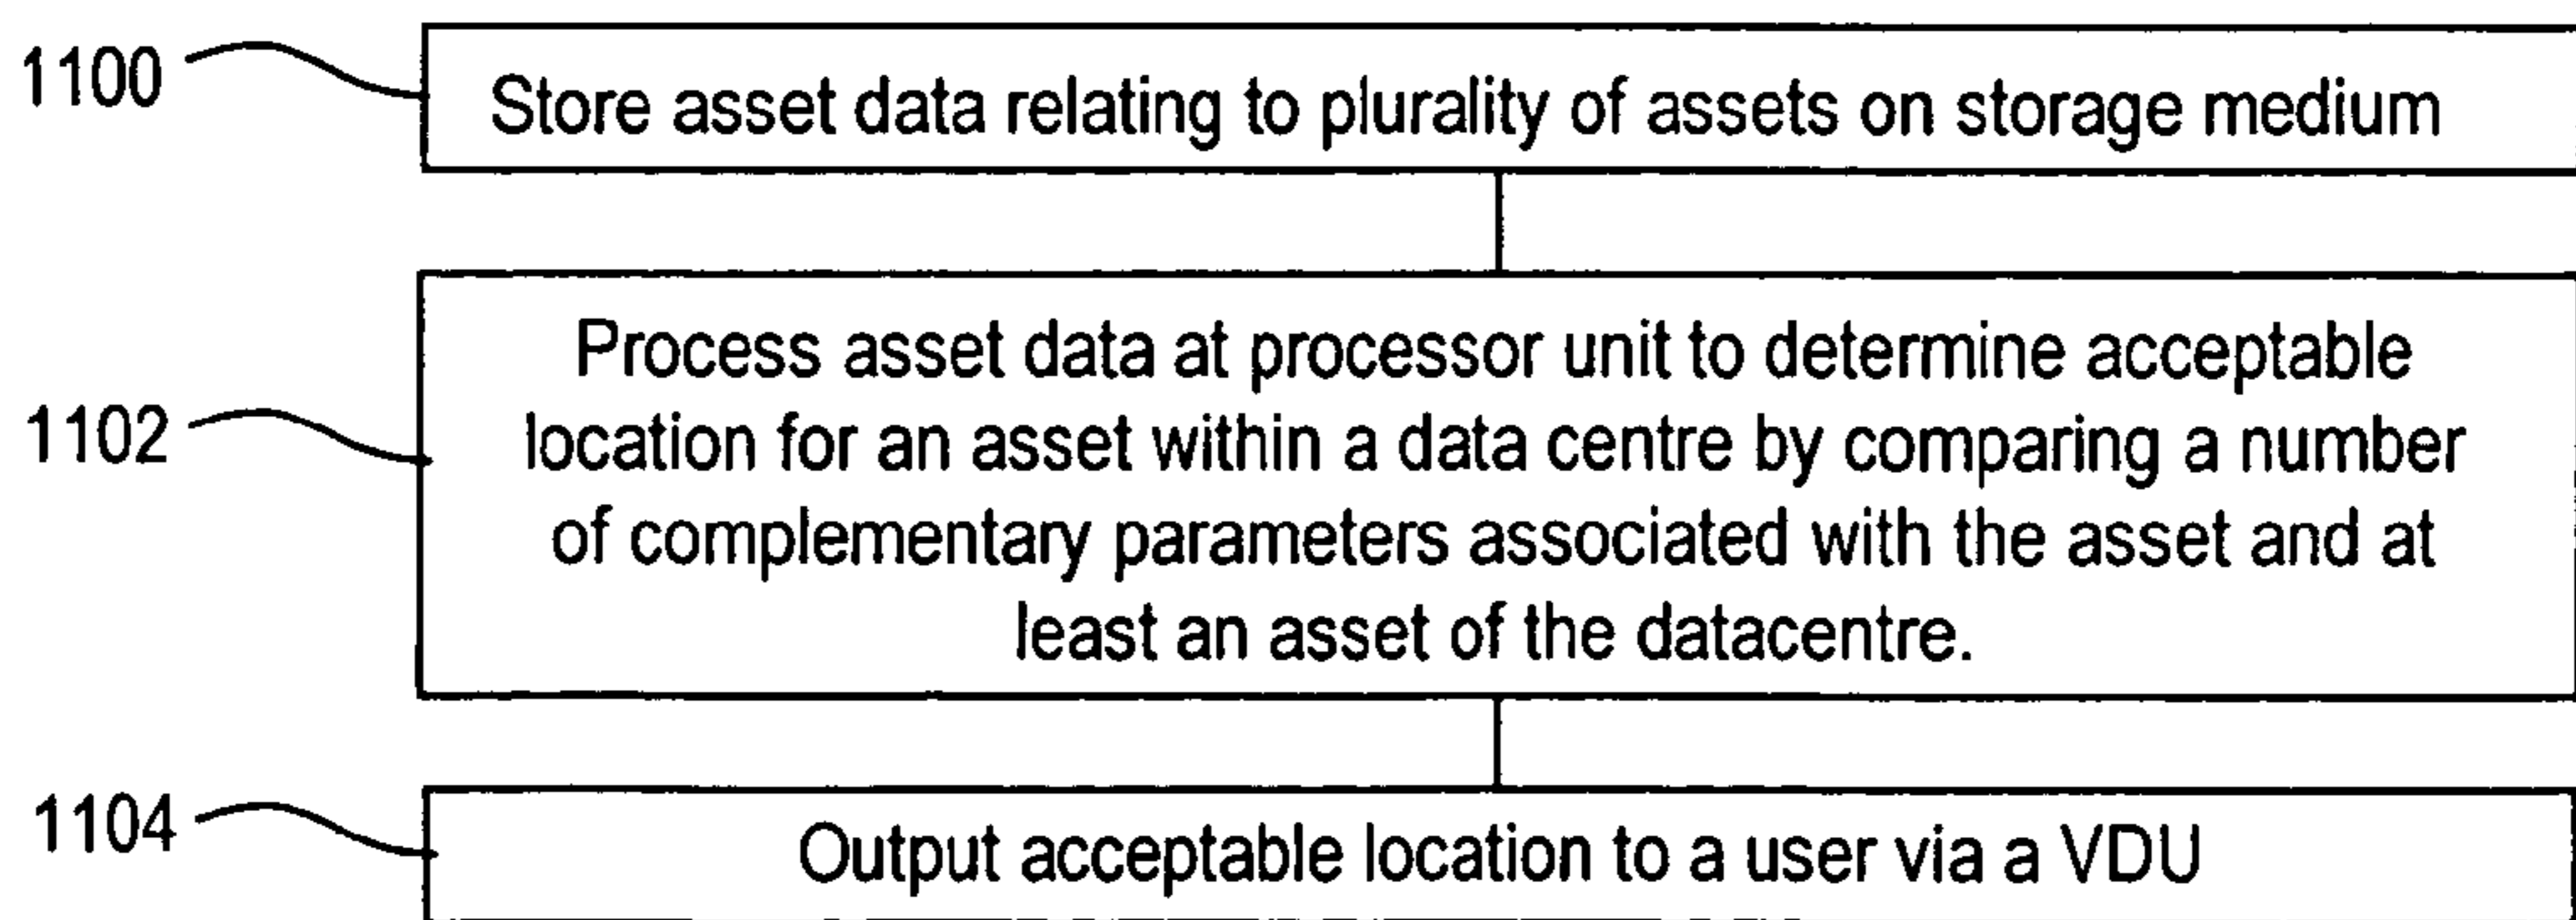 1100
Store asset data relating to plurality of assets on storage medium
1102
Process asset data at processor unit to determine acceptable
location for an asset within a data centre by comparing a number
of complementary parameters associated with the asset and at
least an asset of the datacentre.
1104
Output acceptable location to a user via a VDU